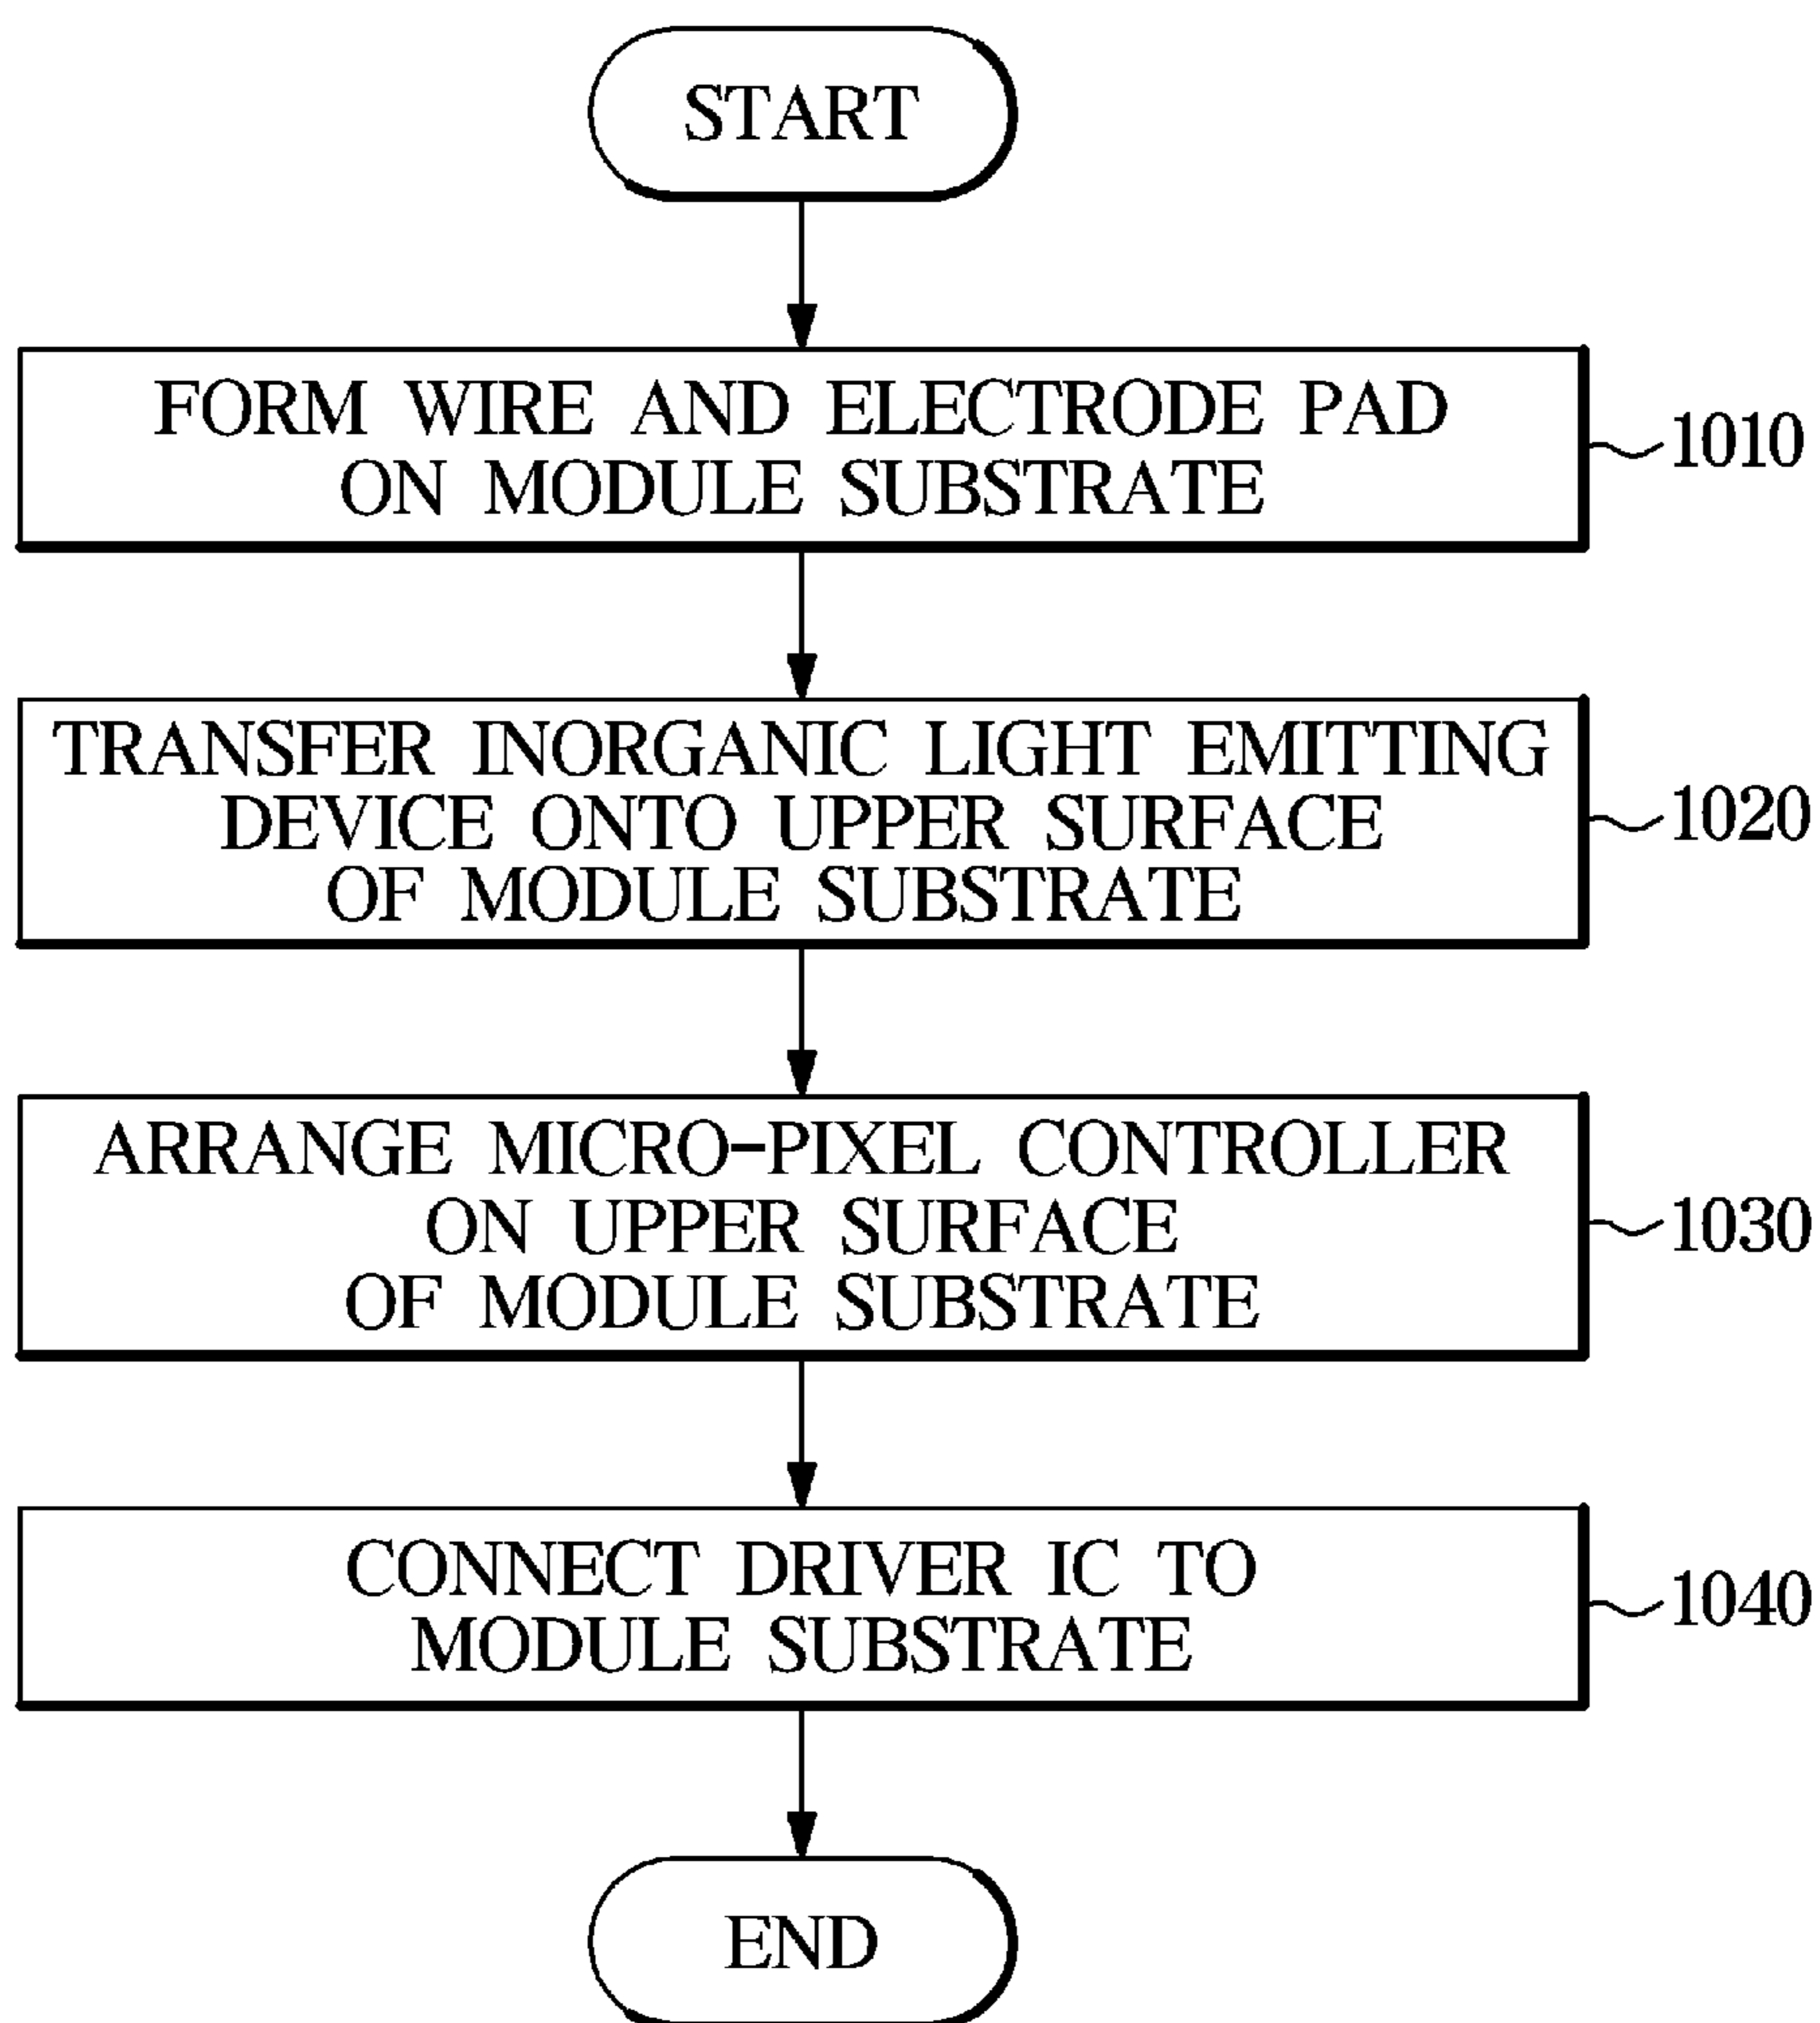 START
FORM WIRE AND ELECTRODE PAD
ON MODULE SUBSTRATE
1010
TRANSFER INORGANIC LIGHT EMITTING
DEVICE ONTO UPPER SURFACE
OF MODULE SUBSTRATE
1020
ARRANGE MICRO-PIXEL CONTROLLER
ON UPPER SURFACE
OF MODULE SUBSTRATE
1030
CONNECT DRIVER IC TO
MODULE SUBSTRATE
1040
END